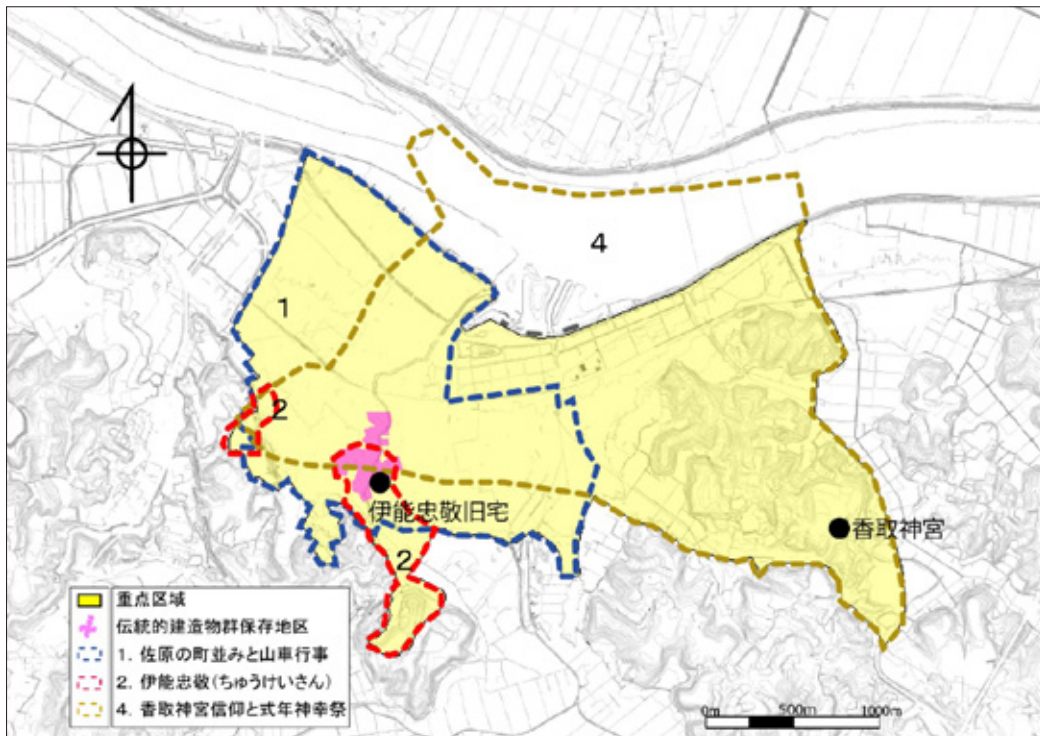 4
1
2
伊能忠敬旧宅
香取神宮
2
重点区域
伝統的建造物群保存地区
1. 佐原の町並みと山車行事
2. 伊能忠敬(ちゅうけいさん)
4. 香取神宮信仰と式年神幸祭
0m 500m 1000m